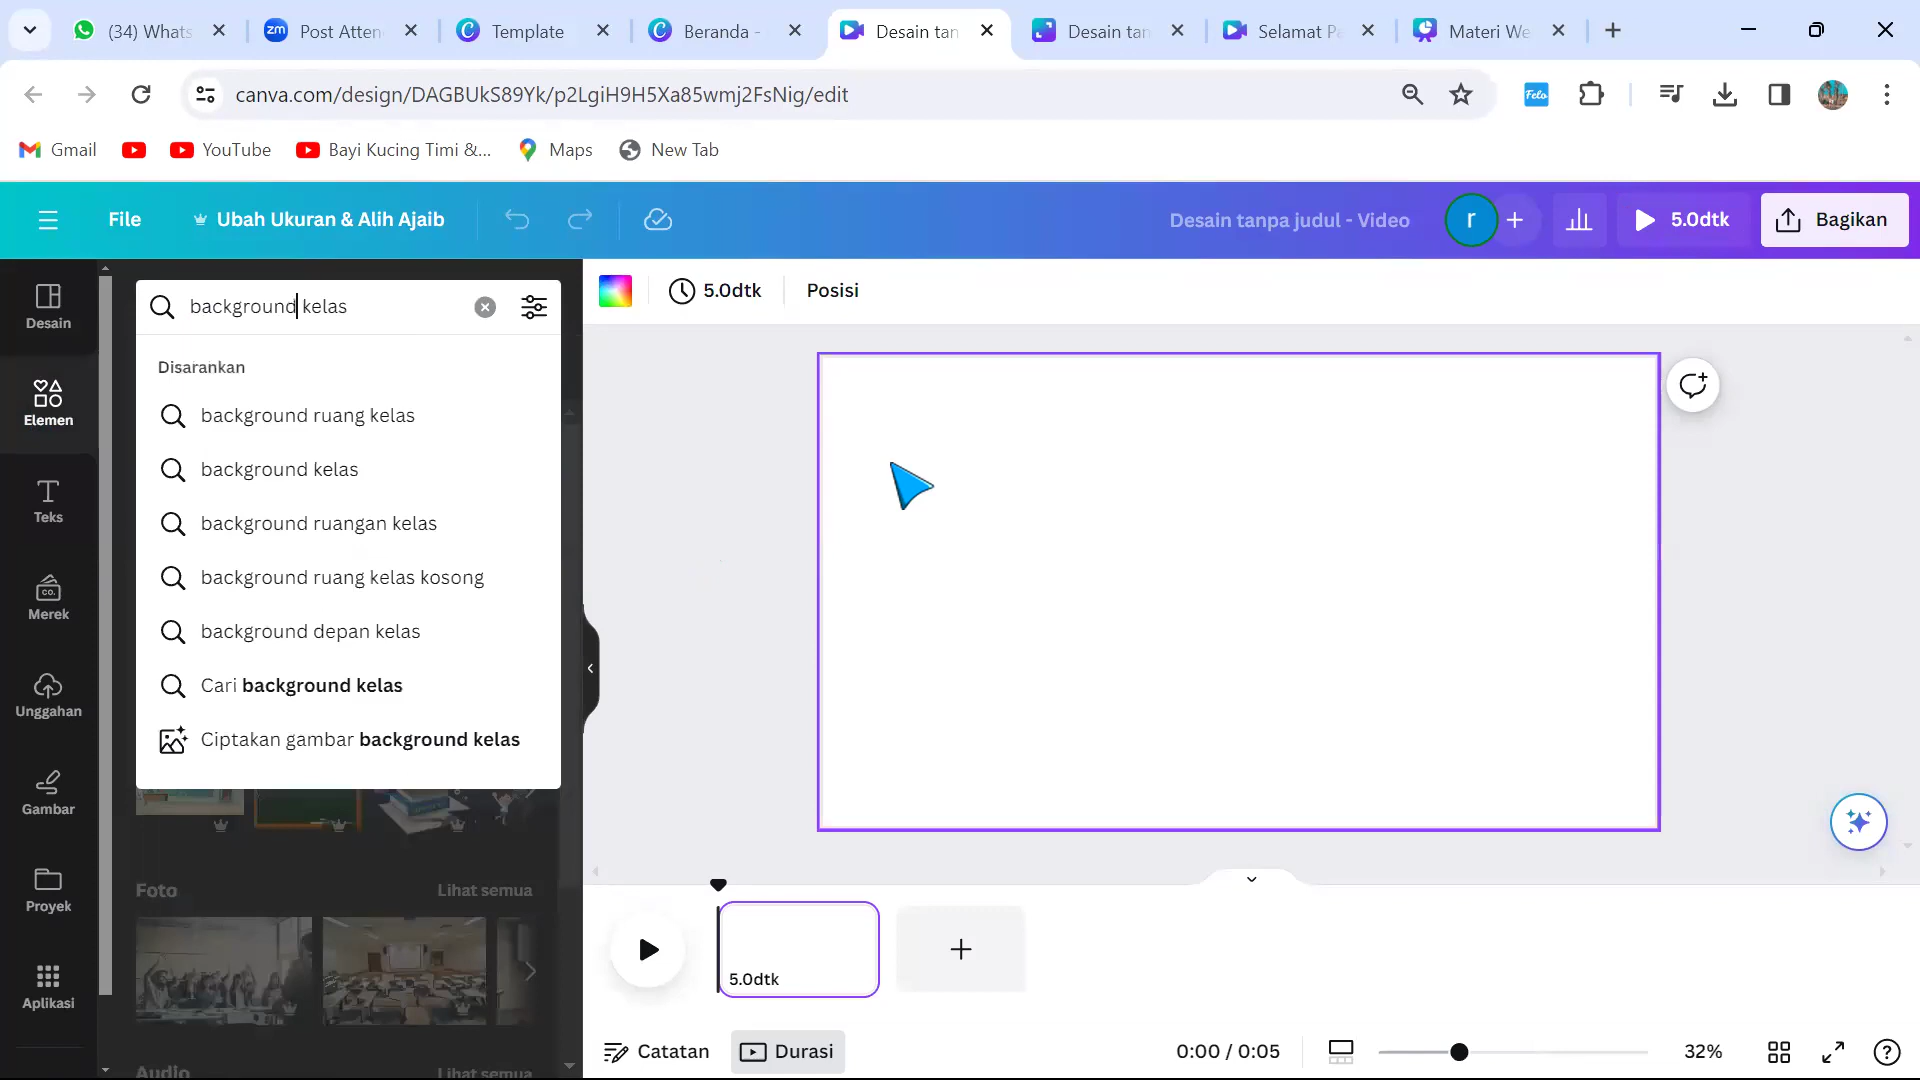 (34) Whats
zm
Post Atten
Template
Beranda -
Desain tan
Desain tan
Selamat Pa
Materi We
canva.com/design/DAGBUkS89Yk/p2LgiH9H5Xa85wmj2FsNig/edit
Felo
Gmail
YouTube
Bayi Kucing Timi &...
Maps
New Tab
File
Ubah Ukuran & Alih Ajaib
Desain tanpa judul - Video
r
5.0dtk
Bagikan
Desain
Elemen
Teks
CO.
Merek
Unggahan
Gambar
Proyek
Aplikasi
background kelas
Disarankan
background ruang kelas
background kelas
background ruangan kelas
background ruang kelas kosong
background depan kelas
Cari background kelas
Ciptakan gambar background kelas
Foto
Lihat semua
Audio
Lihat semua
5.0dtk
Posisi
5.0dtk
Catatan
Durasi
0:00 / 0:05
32%